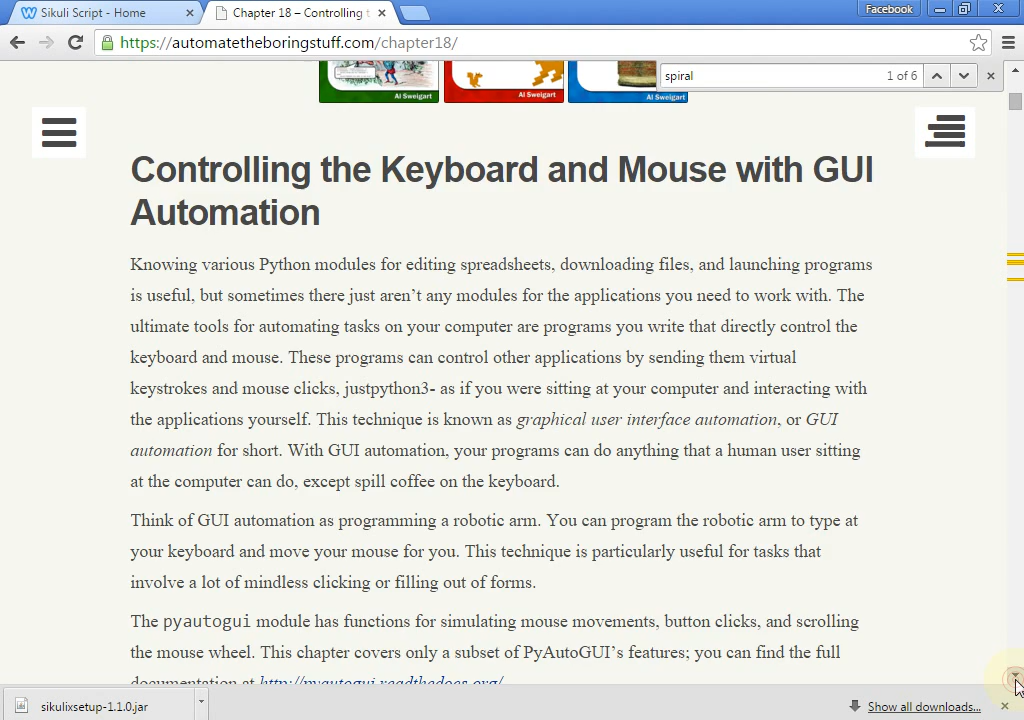 Sikuli Script - Home
Chapter 18 – Controlling t
Facebook
https://automatetheboringstuff.com/chapter18/
spiral
1 of 6
Al Sweigart
Al Sweigart
Al Sweigart
Controlling the Keyboard and Mouse with GUI
Automation
Knowing various Python modules for editing spreadsheets, downloading files, and launching programs
is useful, but sometimes there just aren’t any modules for the applications you need to work with. The
ultimate tools for automating tasks on your computer are programs you write that directly control the
keyboard and mouse. These programs can control other applications by sending them virtual
keystrokes and mouse clicks, justpython3- as if you were sitting at your computer and interacting with
the applications yourself. This technique is known as graphical user interface automation, or GUI
automation for short. With GUI automation, your programs can do anything that a human user sitting
at the computer can do, except spill coffee on the keyboard.
Think of GUI automation as programming a robotic arm. You can program the robotic arm to type at
your keyboard and move your mouse for you. This technique is particularly useful for tasks that
involve a lot of mindless clicking or filling out of forms.
The pyautogui module has functions for simulating mouse movements, button clicks, and scrolling
the mouse wheel. This chapter covers only a subset of PyAutoGUI’s features; you can find the full
documentation at http://pyautogui.readthedocs.org/
sikulixsetup-1.1.0.jar
Show all downloads...